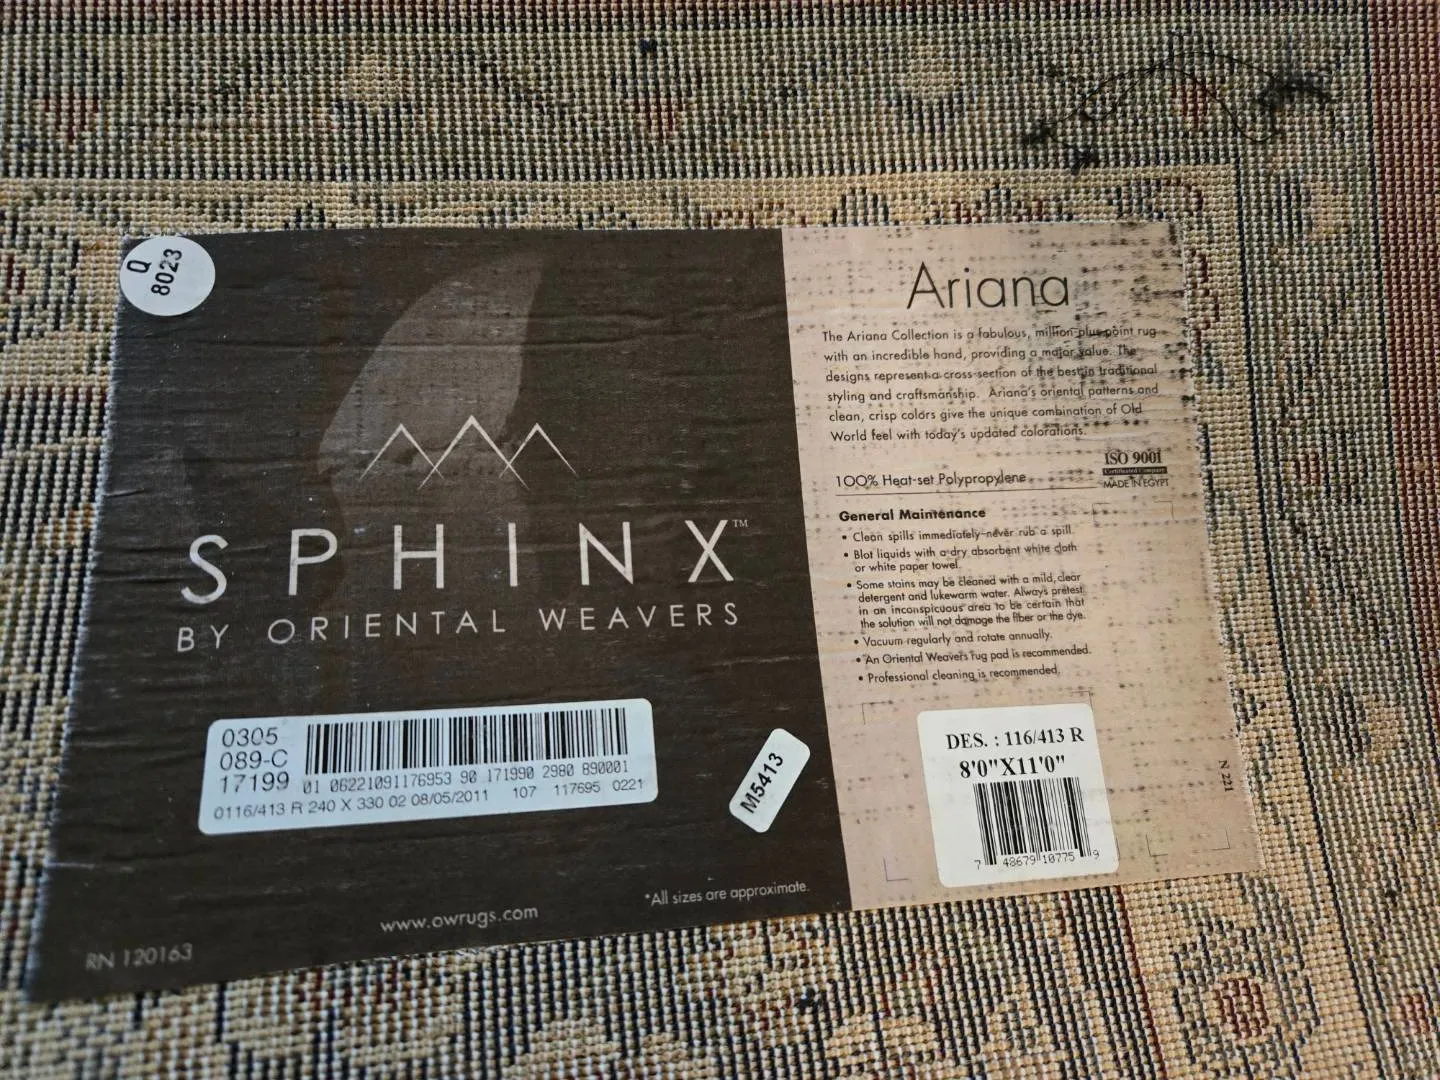 Q
8023
SPHINX™
BY ORIENTAL WEAVERS
0305
089-C
17199
01 06221091176953 90 171990 2980 890001
0116/413 R 240 X 330 02 08/05/2011 107 117695 0221
M5413
*All sizes are approximate.
www.owrugs.com
RN 120163
Ariana
The Ariana Collection is a fabulous, million-plus-point rug
with an incredible hand, providing a major value. The
designs represent a cross-section of the best in traditional
styling and craftsmanship. Ariana's oriental patterns and
clean, crisp colors give the unique combination of Old
World feel with today's updated colorations.
100% Heat-set Polypropylene
ISO 9001
Certificated Company
MADE IN EGYPT
General Maintenance
• Clean spills immediately–never rub a spill.
• Blot liquids with a dry absorbent white cloth
or white paper towel.
• Some stains may be cleaned with a mild, clear
detergent and lukewarm water. Always pretest
in an inconspicuous area to be certain that
the solution will not damage the fiber or the dye.
• Vacuum regularly and rotate annually.
• An Oriental Weavers rug pad is recommended.
• Professional cleaning is recommended.
DES. : 116/413 R
8'0"X11'0"
7 48679 10775 9
N 221